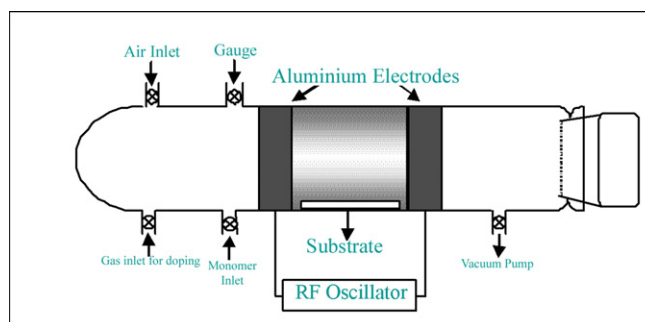 Air Inlet
Gauge
Aluminium Electrodes
Gas inlet for doping
Monomer
Inlet
Substrate
Vacuum Pump
RF Oscillator